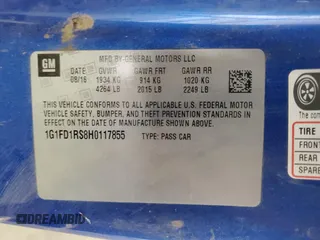 GM
MFD BY GENERAL MOTORS LLC
DATE GVWR GAWR FRT GAWR RR
08/16 1934 KG 914 KG 1020 KG
4264 LB 2015 LB 2249 LB
THIS VEHICLE CONFORMS TO ALL APPLICABLE U.S. FEDERAL MOTOR
VEHICLE SAFETY, BUMPER, AND THEFT PREVENTION STANDARDS IN
EFFECT ON THE DATE OF MANUFACTURE SHOWN ABOVE.
1G1FD1RS8H0117855 TYPE: PASS CAR
The co
TIRE
FRONT
REAR
SPARE
DREAMBID